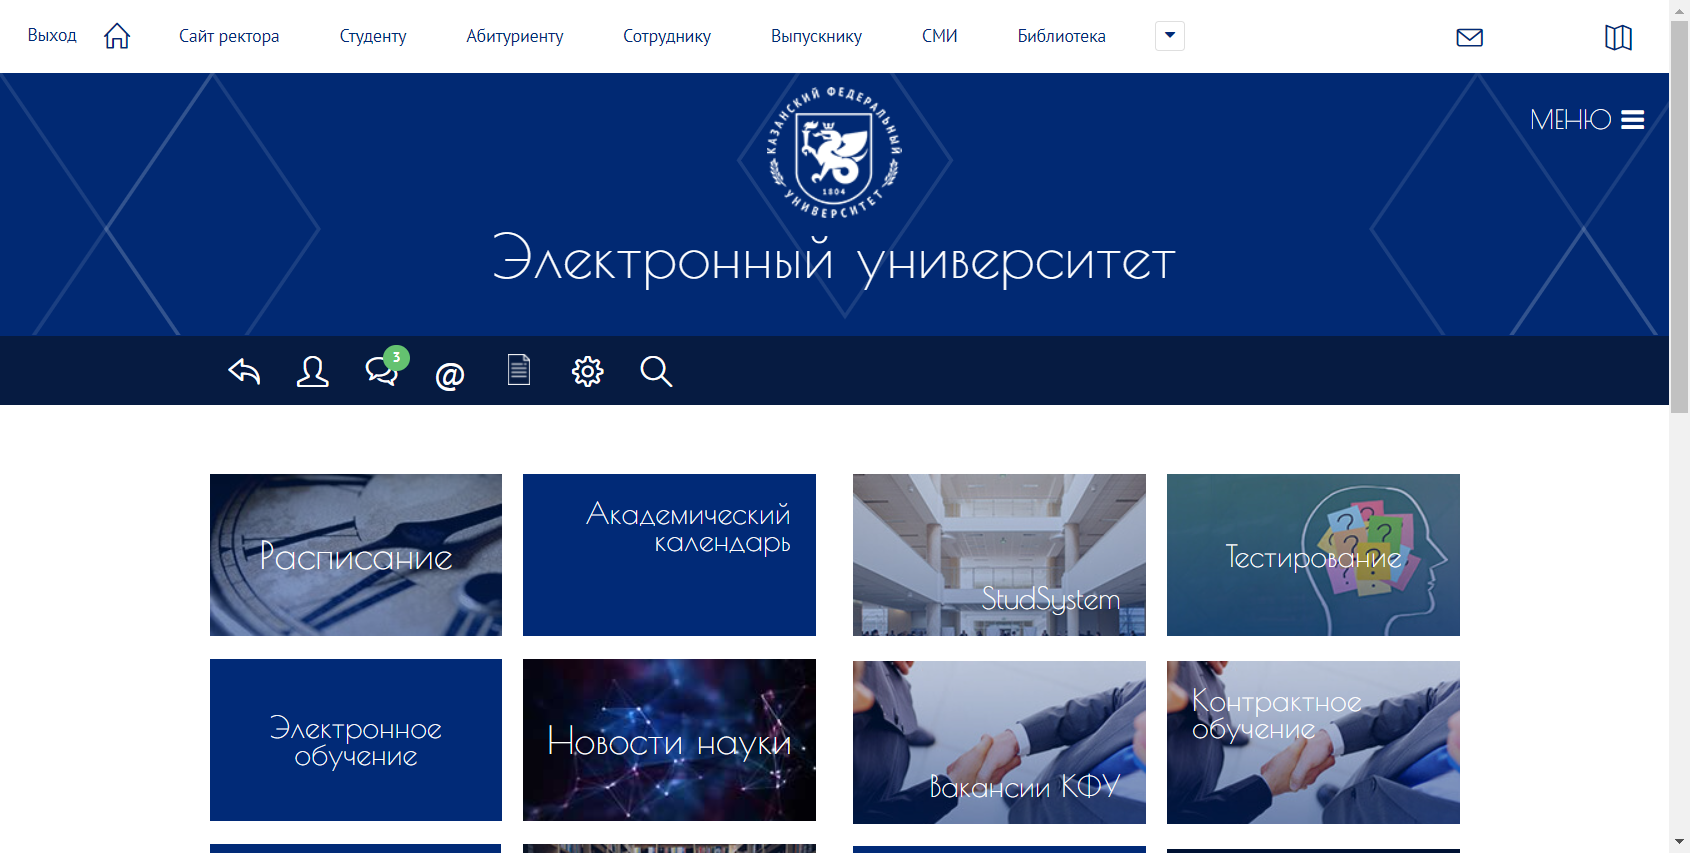 Выход
Сайт ректора
Студенту
Абитуриенту
Сотруднику
Выпускнику
СМИ
Библиотека
КАЗАНСКИЙ ФЕДЕРАЛЬНЫЙ
УНИВЕРСИТЕТ
1804
МЕНЮ
Электронный университет
3
@
Расписание
Академический
календарь
StudSystem
Тестирование
Электронное
обучение
Новости науки
Вакансии КФУ
Контрактное
обучение